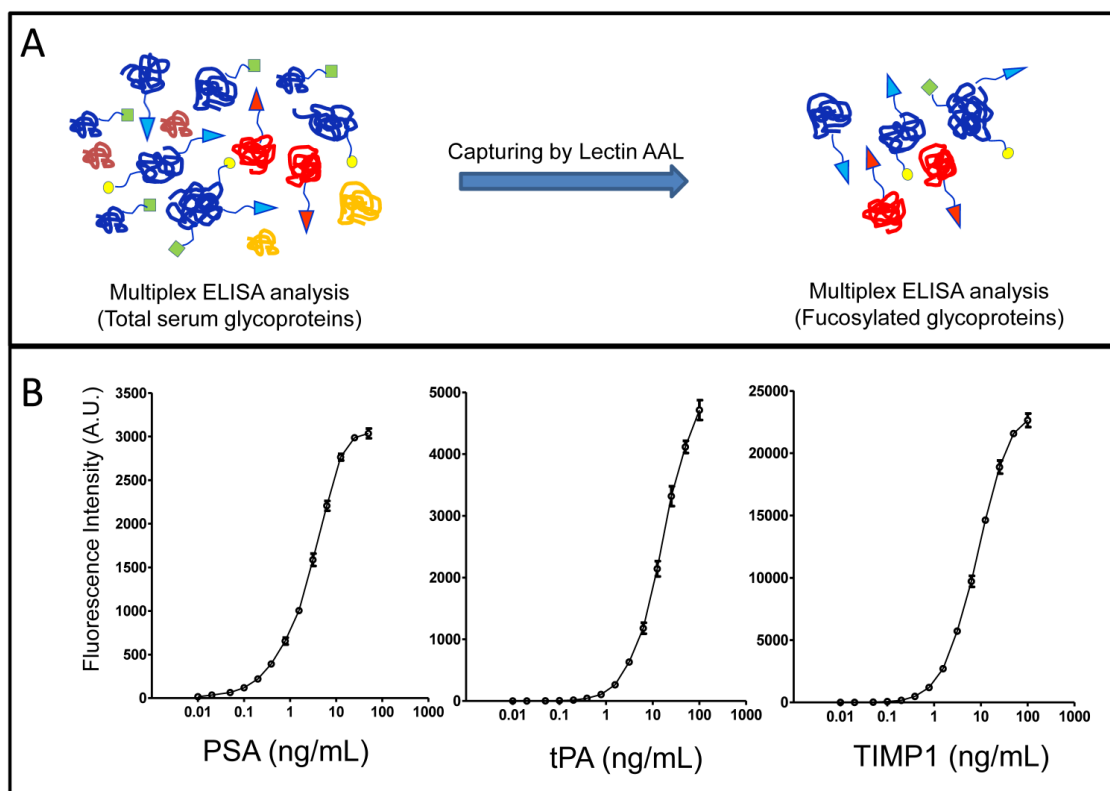 A
Capturing by Lectin AAL
Multiplex ELISA analysis
(Total serum glycoproteins)
Multiplex ELISA analysis
(Fucosylated glycoproteins)
B
Fluorescence Intensity (A.U.)
3500
3000
2500
2000
1500
1000
500
0
0.01 0.1 1 10 100 1000
PSA (ng/mL)
5000
4000
3000
2000
1000
0
0.01 0.1 1 10 100 1000
tPA (ng/mL)
25000
20000
15000
10000
5000
0
0.01 0.1 1 10 100 1000
TIMP1 (ng/mL)